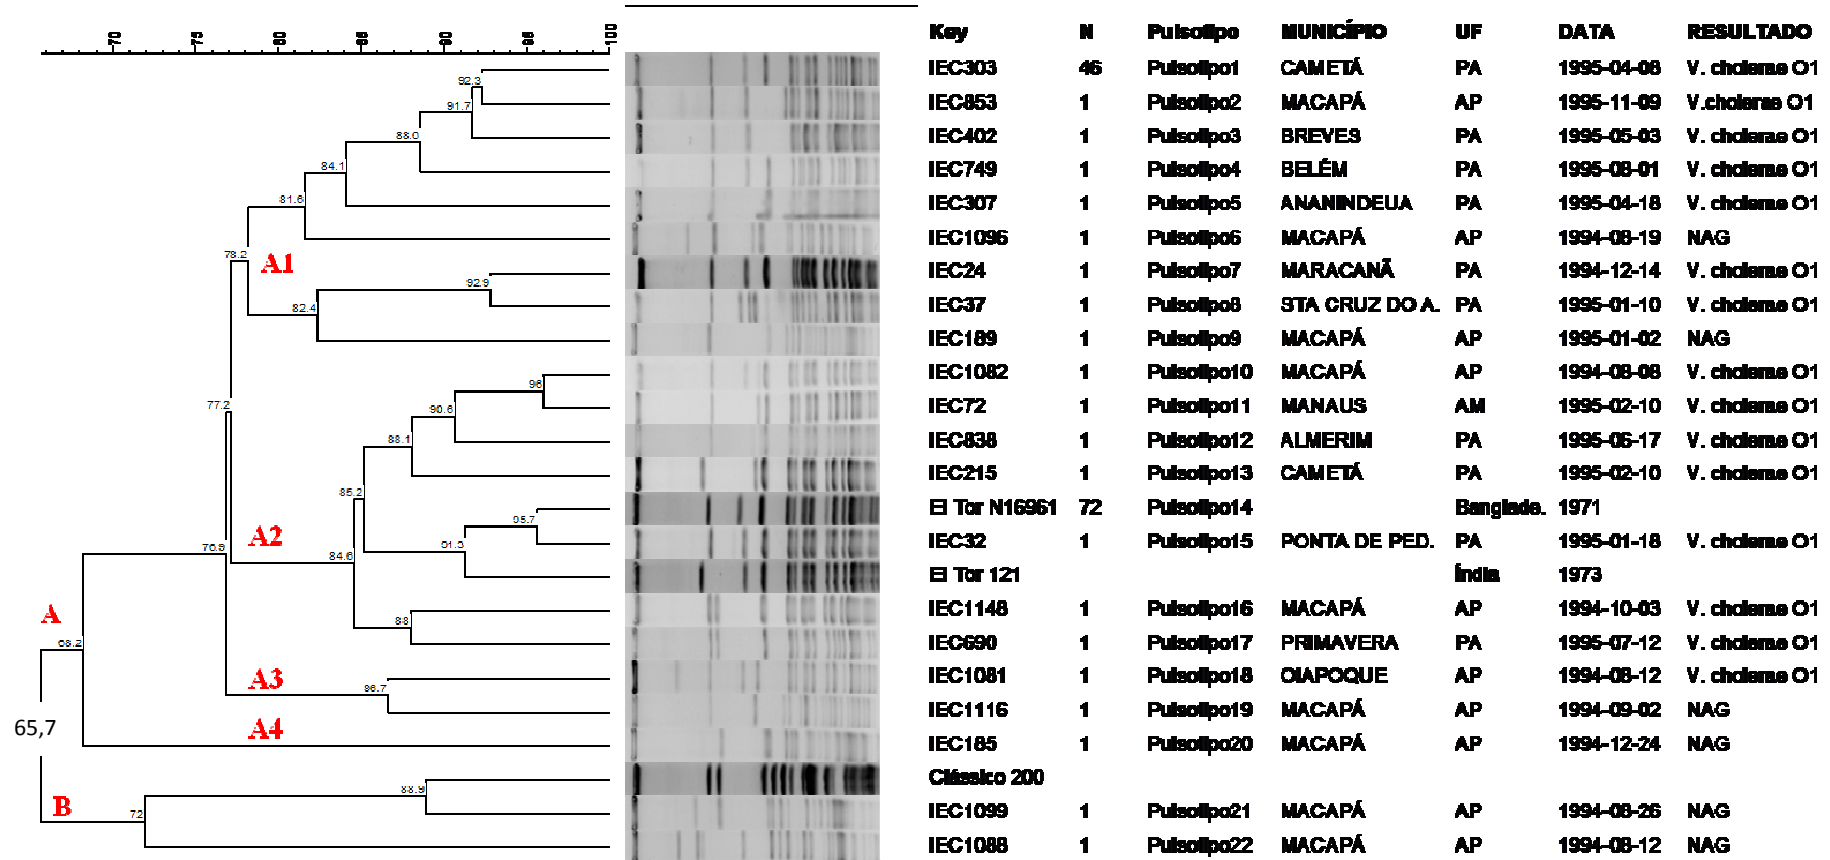 70 75 80 85 90 95 100
Key N Pulsotipo MUNICÍPIO UF DATA RESULTADO
IEC303 46 Pulsotipo1 CAMETÁ PA 1995-04-08 V. cholerae O1
92.3
IEC853 1 Pulsotipo2 MACAPÁ AP 1995-11-09 V.cholerae O1
91.7
IEC402 1 Pulsotipo3 BREVES PA 1995-05-03 V. cholerae O1
88.0
IEC749 1 Pulsotipo4 BELÉM PA 1995-08-01 V. cholerae O1
84.1
IEC307 1 Pulsotipo5 ANANINDEUA PA 1995-04-18 V. cholerae O1
81.6
IEC1096 1 Pulsotipo6 MACAPÁ AP 1994-08-19 NAG
78.2 A1
IEC24 1 Pulsotipo7 MARACANÃ PA 1994-12-14 V. cholerae O1
92.9
IEC37 1 Pulsotipo8 STA CRUZ DO A. PA 1995-01-10 V. cholerae O1
82.4
IEC189 1 Pulsotipo9 MACAPÁ AP 1995-01-02 NAG
IEC1082 1 Pulsotipo10 MACAPÁ AP 1994-08-08 V. cholerae O1
96
IEC72 1 Pulsotipo11 MANAUS AM 1995-02-10 V. cholerae O1
77.2 90.6
IEC838 1 Pulsotipo12 ALMERIM PA 1995-06-17 V. cholerae O1
88.1
IEC215 1 Pulsotipo13 CAMETÁ PA 1995-02-10 V. cholerae O1
85.2
El Tor N16961 72 Pulsotipo14 Banglade. 1971
95.7
A2
IEC32 1 Pulsotipo15 PONTA DE PED. PA 1995-01-18 V. cholerae O1
76.9 84.6 91.3
El Tor 121 Índia 1973
IEC1148 1 Pulsotipo16 MACAPÁ AP 1994-10-03 V. cholerae O1
A 88
IEC690 1 Pulsotipo17 PRIMAVERA PA 1995-07-12 V. cholerae O1
68.2
A3
IEC1081 1 Pulsotipo18 OIAPOQUE AP 1994-08-12 V. cholerae O1
86.7
IEC1116 1 Pulsotipo19 MACAPÁ AP 1994-09-02 NAG
65,7 A4
IEC185 1 Pulsotipo20 MACAPÁ AP 1994-12-24 NAG
Clássico 200
88.9
B
IEC1099 1 Pulsotipo21 MACAPÁ AP 1994-08-26 NAG
72
IEC1088 1 Pulsotipo22 MACAPÁ AP 1994-08-12 NAG